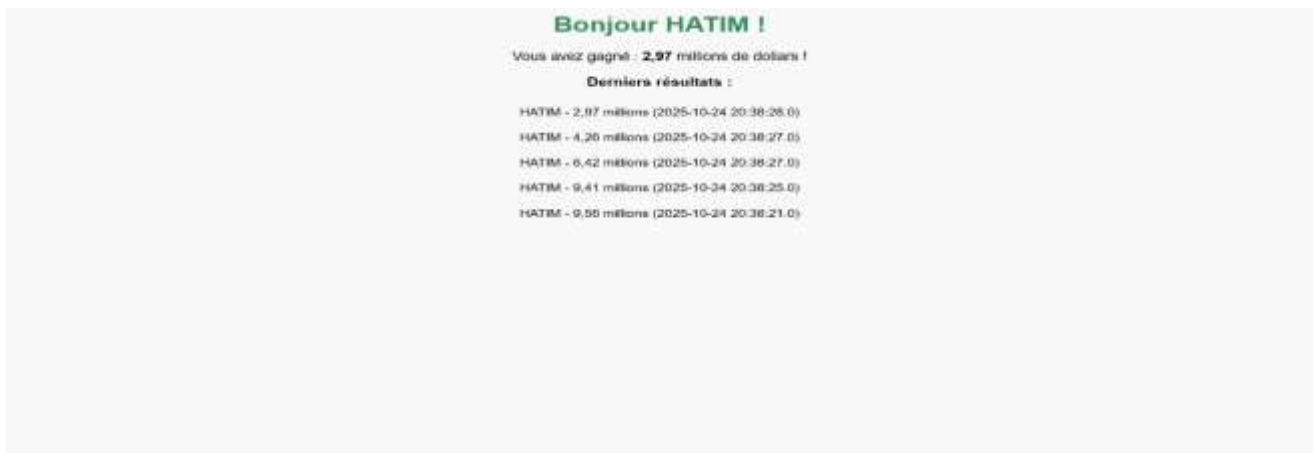 Bonjour HATIM !
Vous avez gagné : 2,97 millions de dollars !
Derniers résultats :
HATIM - 2,97 millions (2025-10-24 20:38:28.0)
HATIM - 4,26 millions (2025-10-24 20:38:27.0)
HATIM - 6,42 millions (2025-10-24 20:38:27.0)
HATIM - 9,41 millions (2025-10-24 20:38:25.0)
HATIM - 9,56 millions (2025-10-24 20:38:21.0)